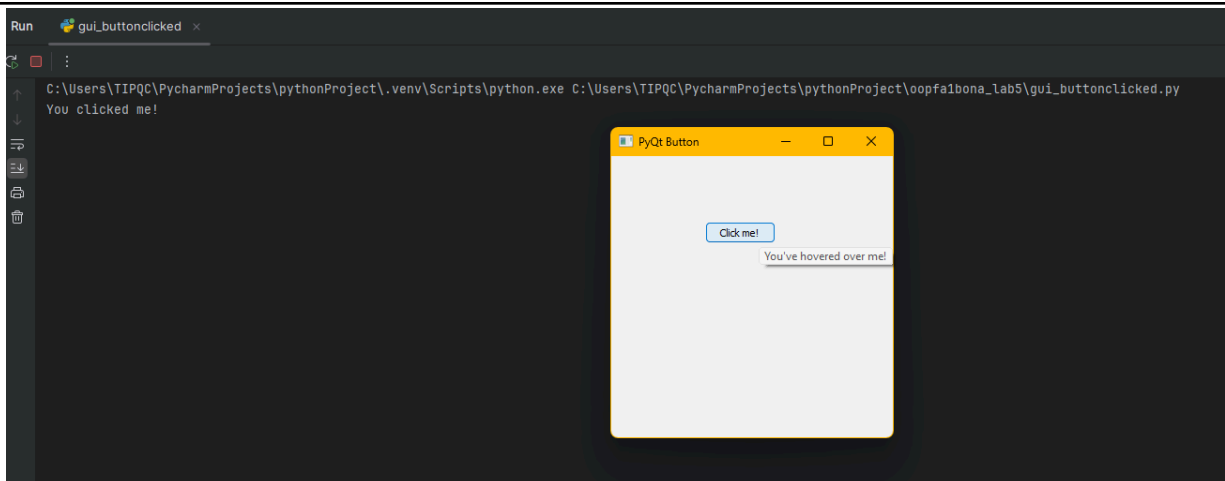 Run gui_buttonclicked
C:\Users\TIPQC\PycharmProjects\pythonProject\.venv\Scripts\python.exe C:\Users\TIPQC\PycharmProjects\pythonProject\oopfa1bona_lab5\gui_buttonclicked.py
You clicked me!
PyQt Button
Click me!
You've hovered over me!